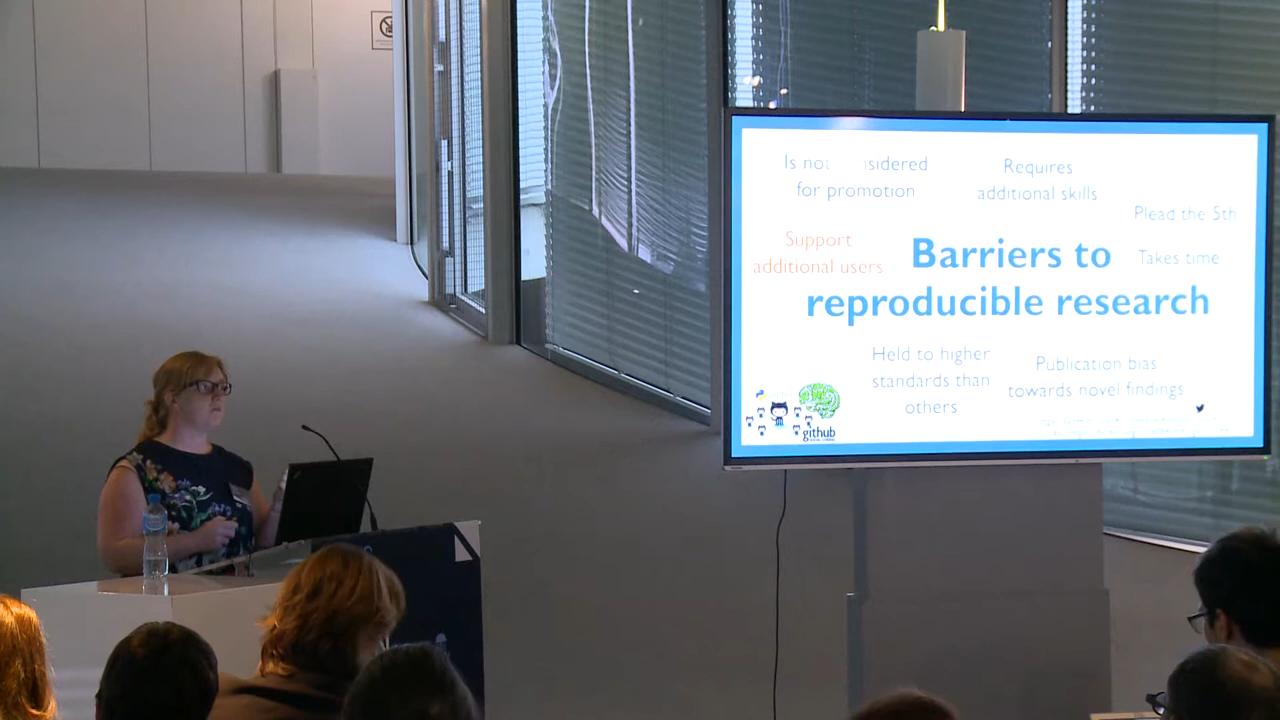 Is not
for promotion
Requires
additional skills
Plead the 5th
Support
additional users
Barriers to
reproducible research
Takes time
Held to higher
standards than
others
Publication bias
towards novel findings
github